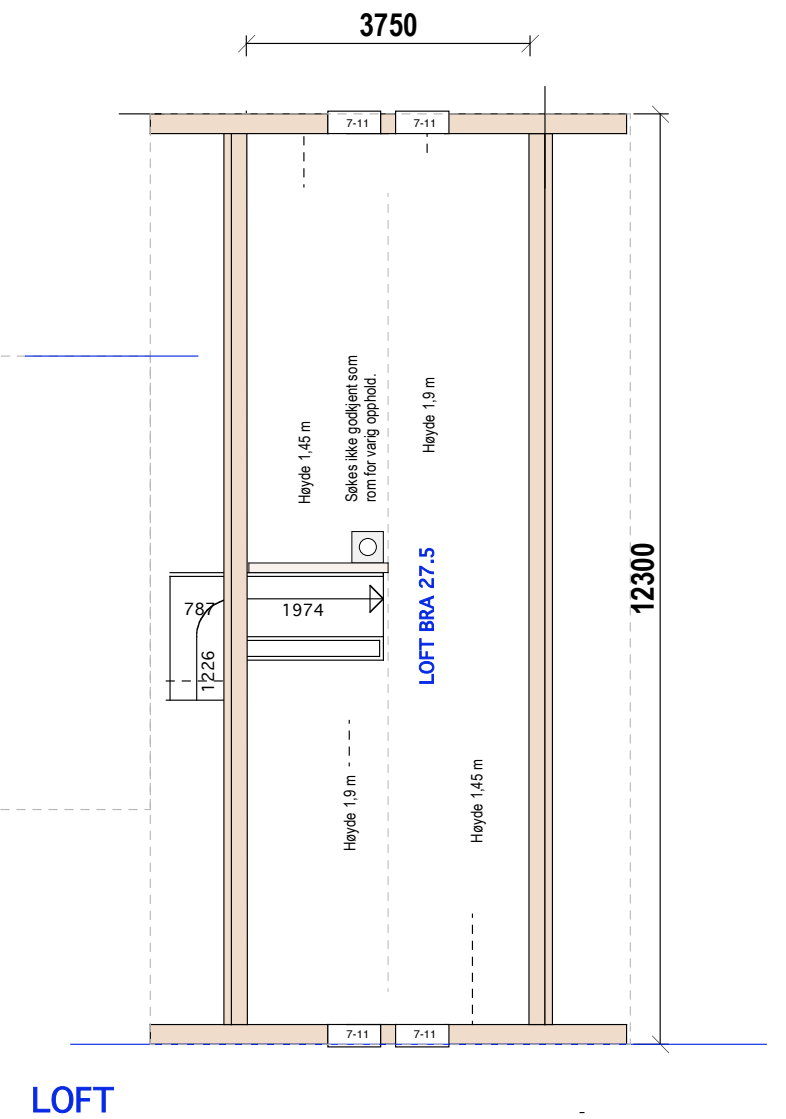 3750
7-11
7-11
Høyde 1,45 m
Søkes ikke godkjent som
rom for varig opphold.
Høyde 1,9 m
12300
LOFT BRA 27.5
787
1974
1226
Høyde 1,9 m
Høyde 1,45 m
7-11
7-11
LOFT